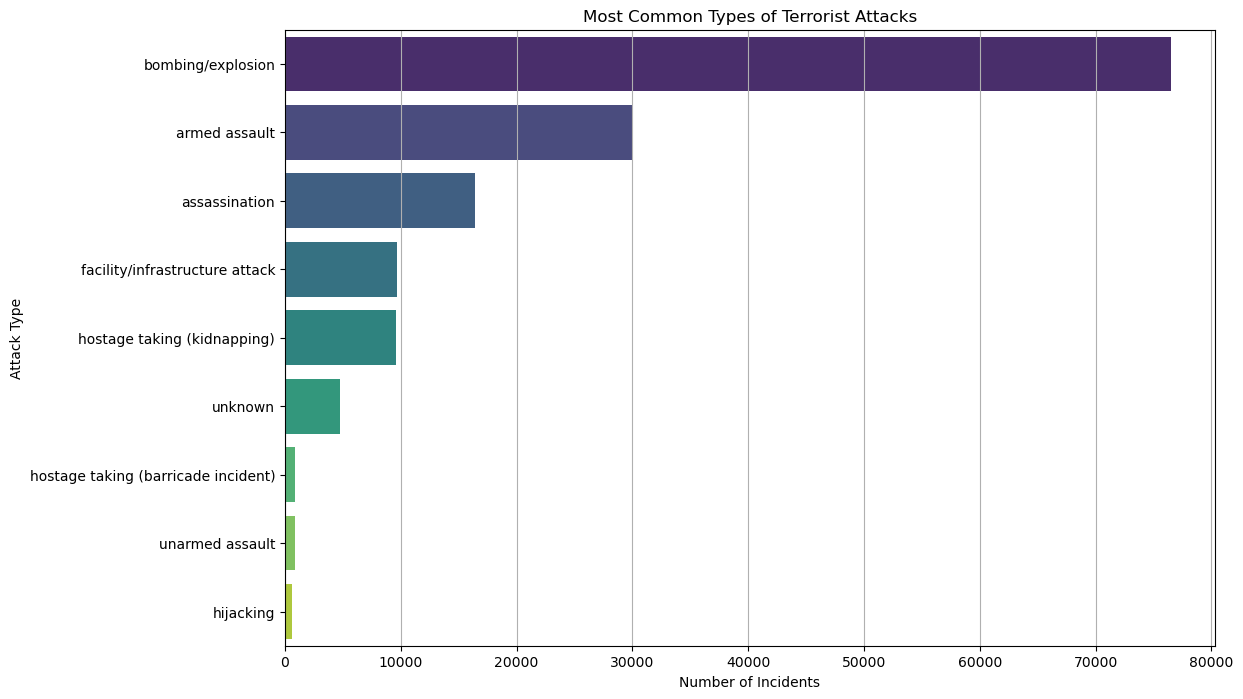 Most Common Types of Terrorist Attacks
Attack Type
bombing/explosion
armed assault
assassination
facility/infrastructure attack
hostage taking (kidnapping)
unknown
hostage taking (barricade incident)
unarmed assault
hijacking
0 10000 20000 30000 40000 50000 60000 70000 80000
Number of Incidents